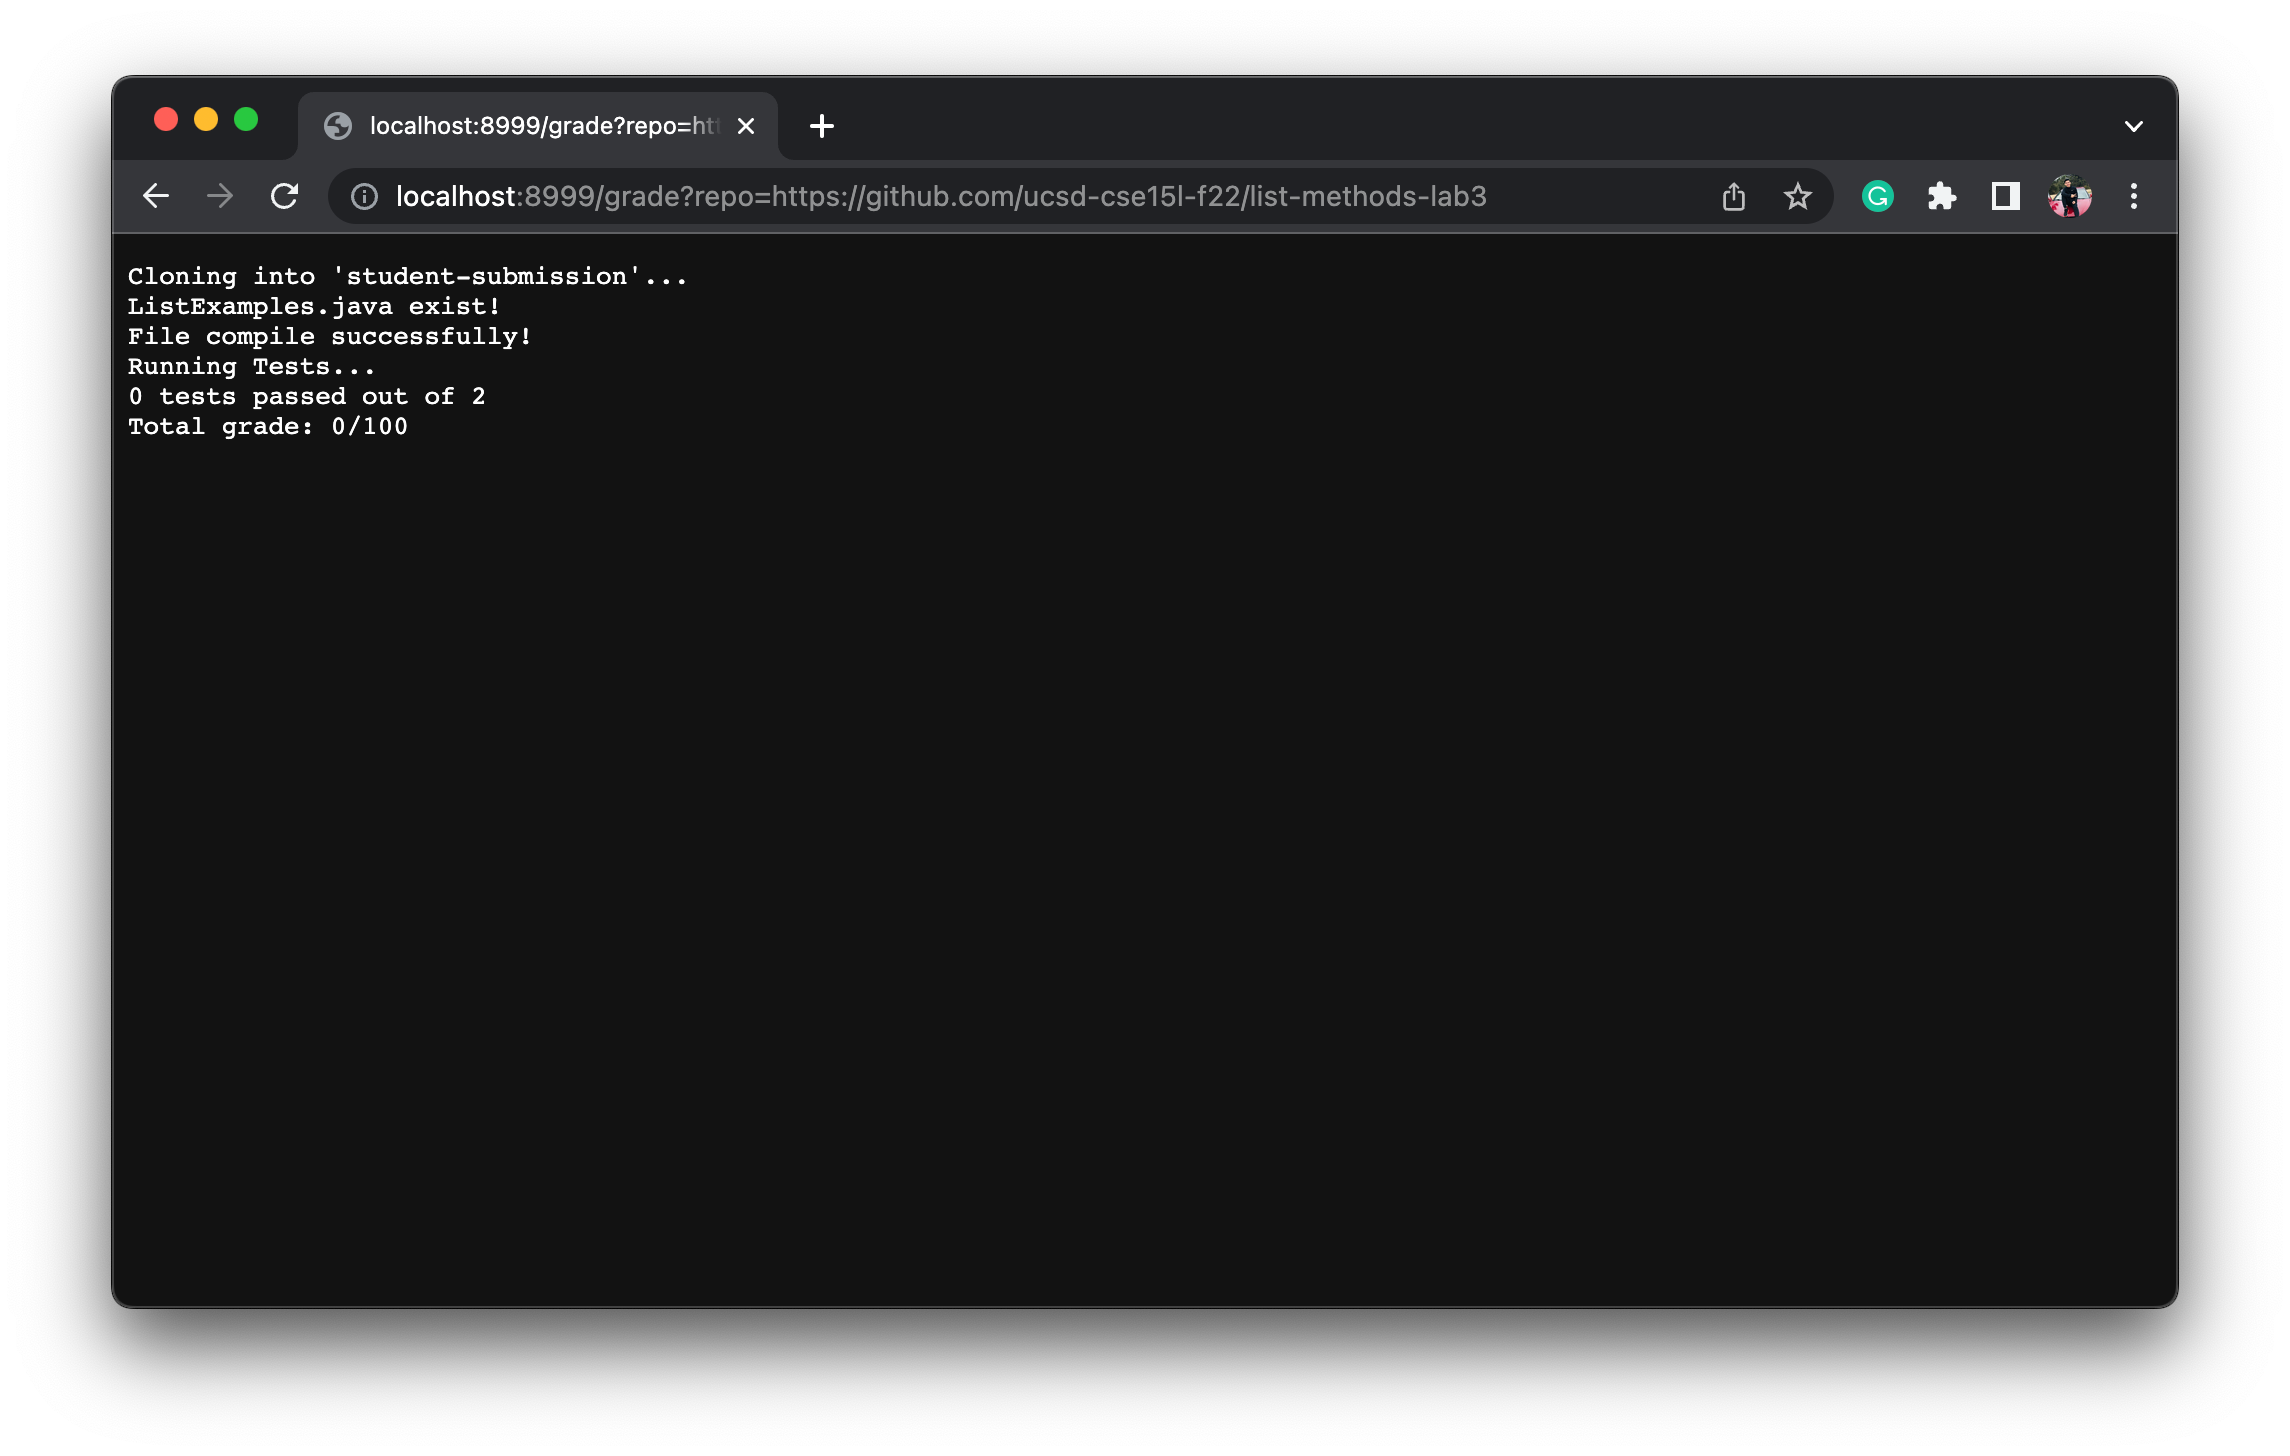 localhost:8999/grade?repo=htt
localhost:8999/grade?repo=https://github.com/ucsd-cse15l-f22/list-methods-lab3
Cloning into 'student-submission'...
ListExamples.java exist!
File compile successfully!
Running Tests...
0 tests passed out of 2
Total grade: 0/100